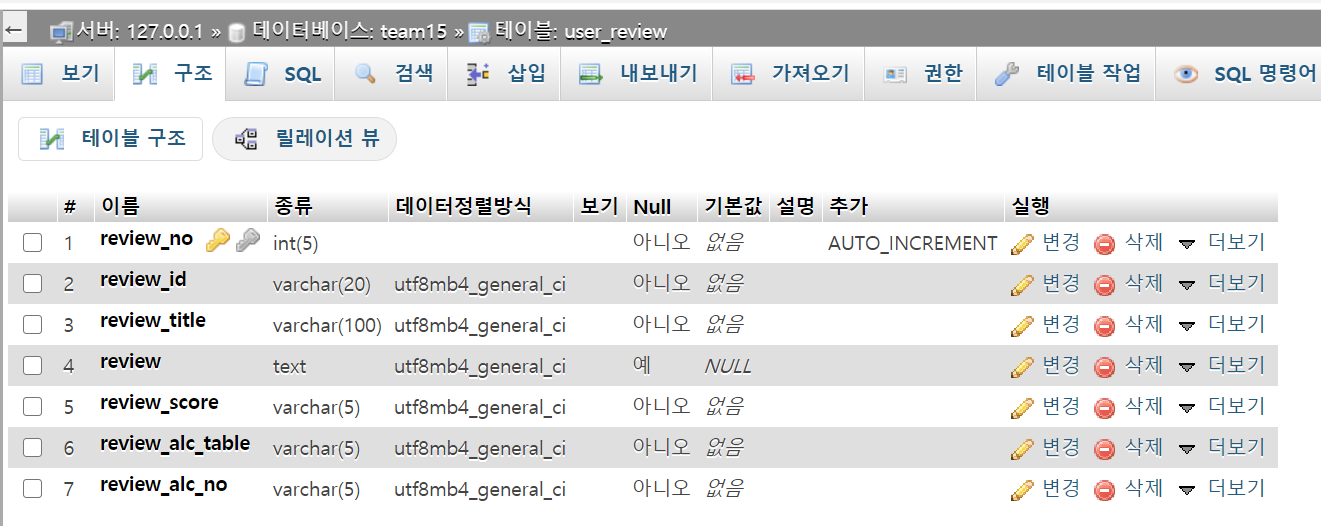 서버: 127.0.0.1 » 데이터베이스: team15 » 테이블: user_review
보기 구조 SQL 검색 삽입 내보내기 가져오기 권한 테이블 작업 SQL 명령어
테이블 구조 릴레이션 뷰
# 이름 종류 데이터정렬방식 보기 Null 기본값 설명 추가 실행
1 review_no int(5) 아니오 없음 AUTO_INCREMENT 변경 삭제 더보기
2 review_id varchar(20) utf8mb4_general_ci 아니오 없음 변경 삭제 더보기
3 review_title varchar(100) utf8mb4_general_ci 아니오 없음 변경 삭제 더보기
4 review text utf8mb4_general_ci 예 NULL 변경 삭제 더보기
5 review_score varchar(5) utf8mb4_general_ci 아니오 없음 변경 삭제 더보기
6 review_alc_table varchar(5) utf8mb4_general_ci 아니오 없음 변경 삭제 더보기
7 review_alc_no varchar(5) utf8mb4_general_ci 아니오 없음 변경 삭제 더보기